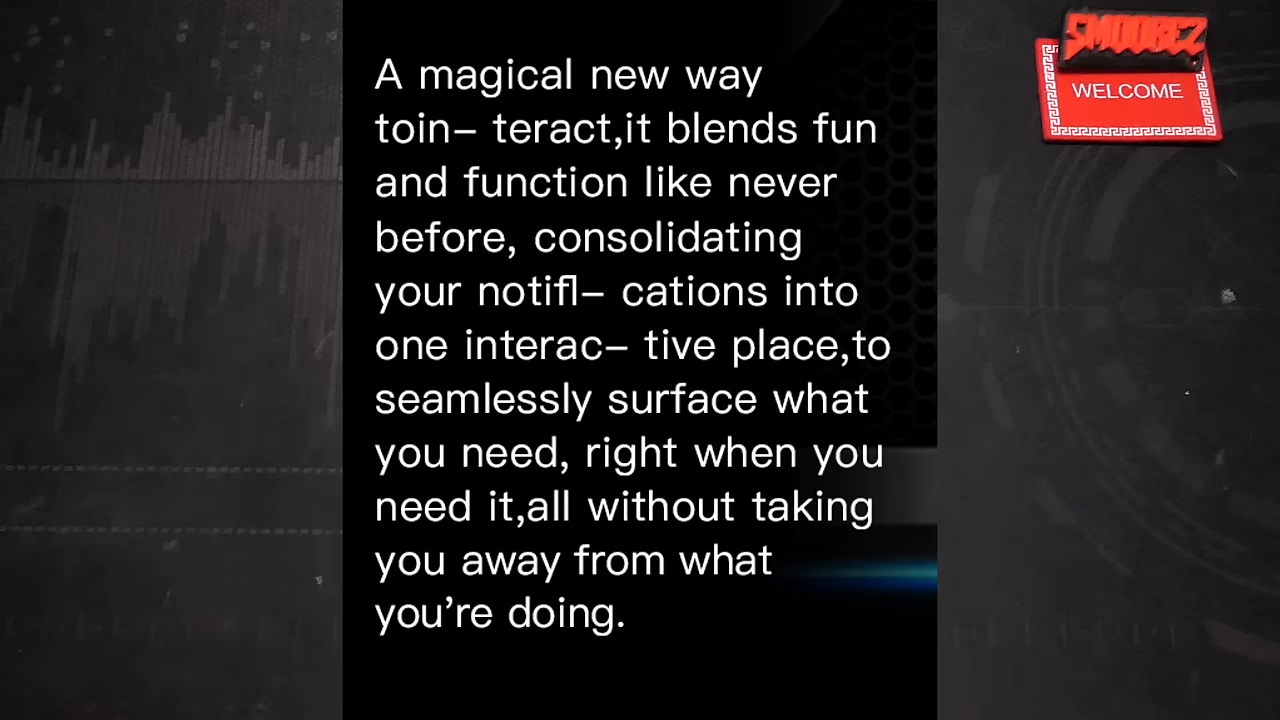 SMOOREZ
WELCOME
A magical new way
toin– teract,it blends fun
and function like never
before, consolidating
your notifl– cations into
one interac– tive place,to
seamlessly surface what
you need, right when you
need it,all without taking
you away from what
you’re doing.